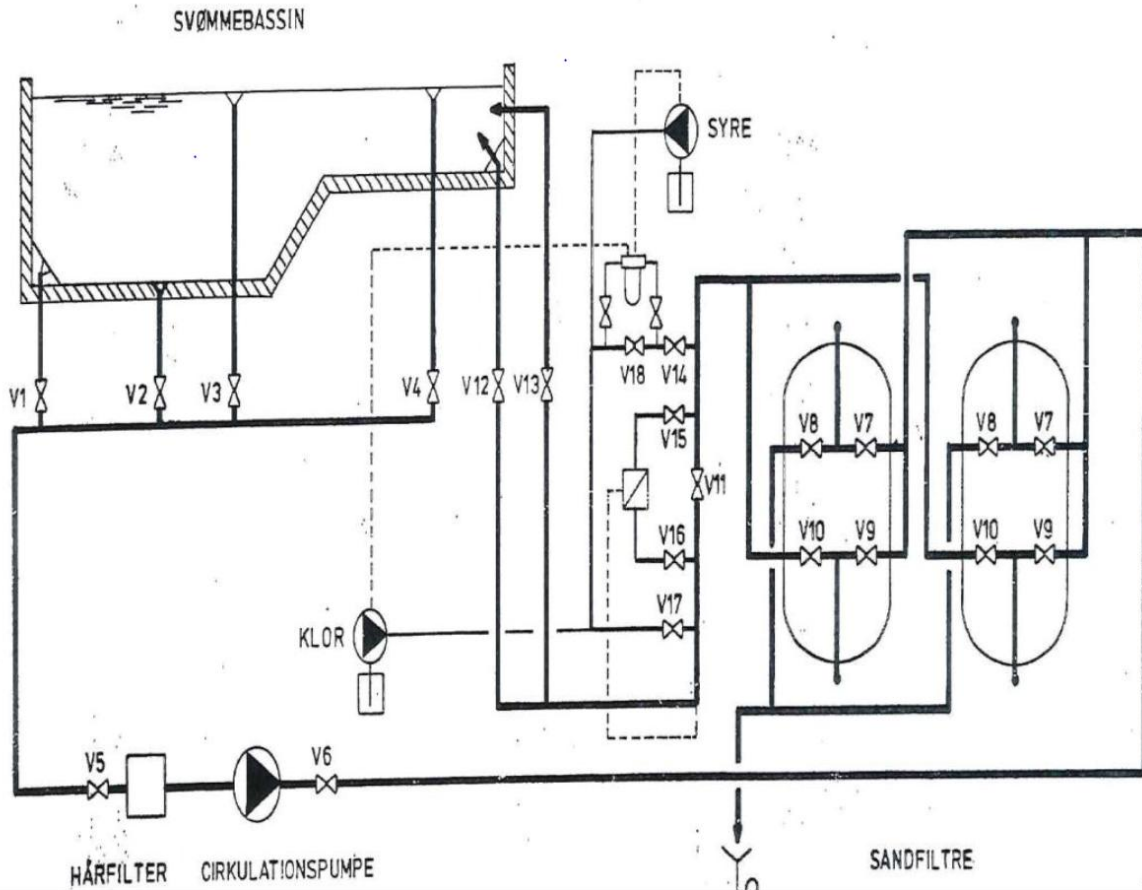 SVØMMEBASSIN
SYRE
V1
V2
V3
V4
V12
V13
V18
V14
V15
V11
V16
V17
V8
V7
V8
V7
V10
V9
V10
V9
KLOR
V5
V6
HÅRFILTER
CIRKULATIONSPUMPE
SANDFILTRE